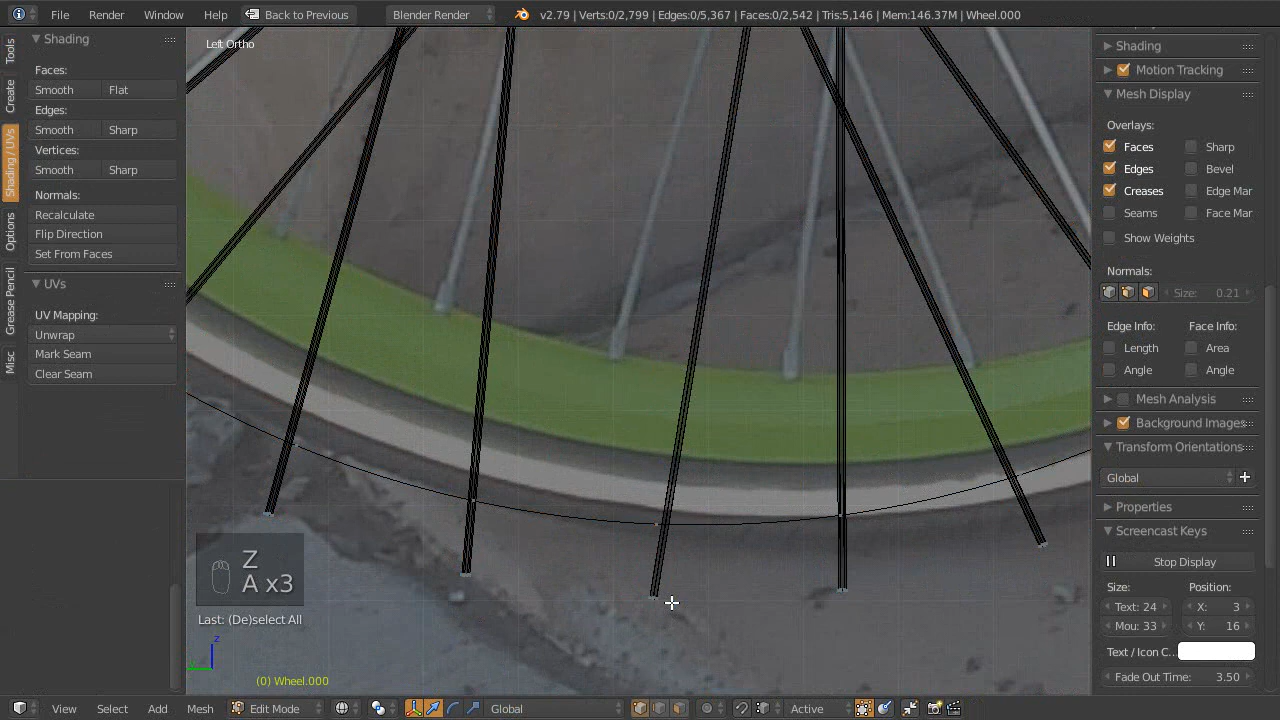 File Render Window Help Back to Previous Blender Render v2.79 | Verts:0/2,799 | Edges:0/5,367 | Faces:0/2,542 | Tris:5,146 | Mem:146.37M | Wheel.000
Tools
Create
Shading / UVs
Options
Grease Pencil
Misc
Shading
Faces:
Smooth Flat
Edges:
Smooth Sharp
Vertices:
Smooth Sharp
Normals:
Recalculate
Flip Direction
Set From Faces
UVs
UV Mapping:
Unwrap
Mark Seam
Clear Seam
Left Ortho
Z
A x3
Last: (De)select All
z
(0) Wheel.000
Shading
Motion Tracking
Mesh Display
Overlays:
Faces Sharp
Edges Bevel
Creases Edge Mar
Seams Face Mar
Show Weights
Normals:
Size: 0.21
Edge Info: Face Info:
Length Area
Angle Angle
Mesh Analysis
Background Images
Transform Orientations
Global
Properties
Screencast Keys
Stop Display
Size: Position:
Text: 24 X: 3
Mou: 33 Y: 16
Text / Icon C...
Fade Out Time: 3.50
View Select Add Mesh Edit Mode Global Active